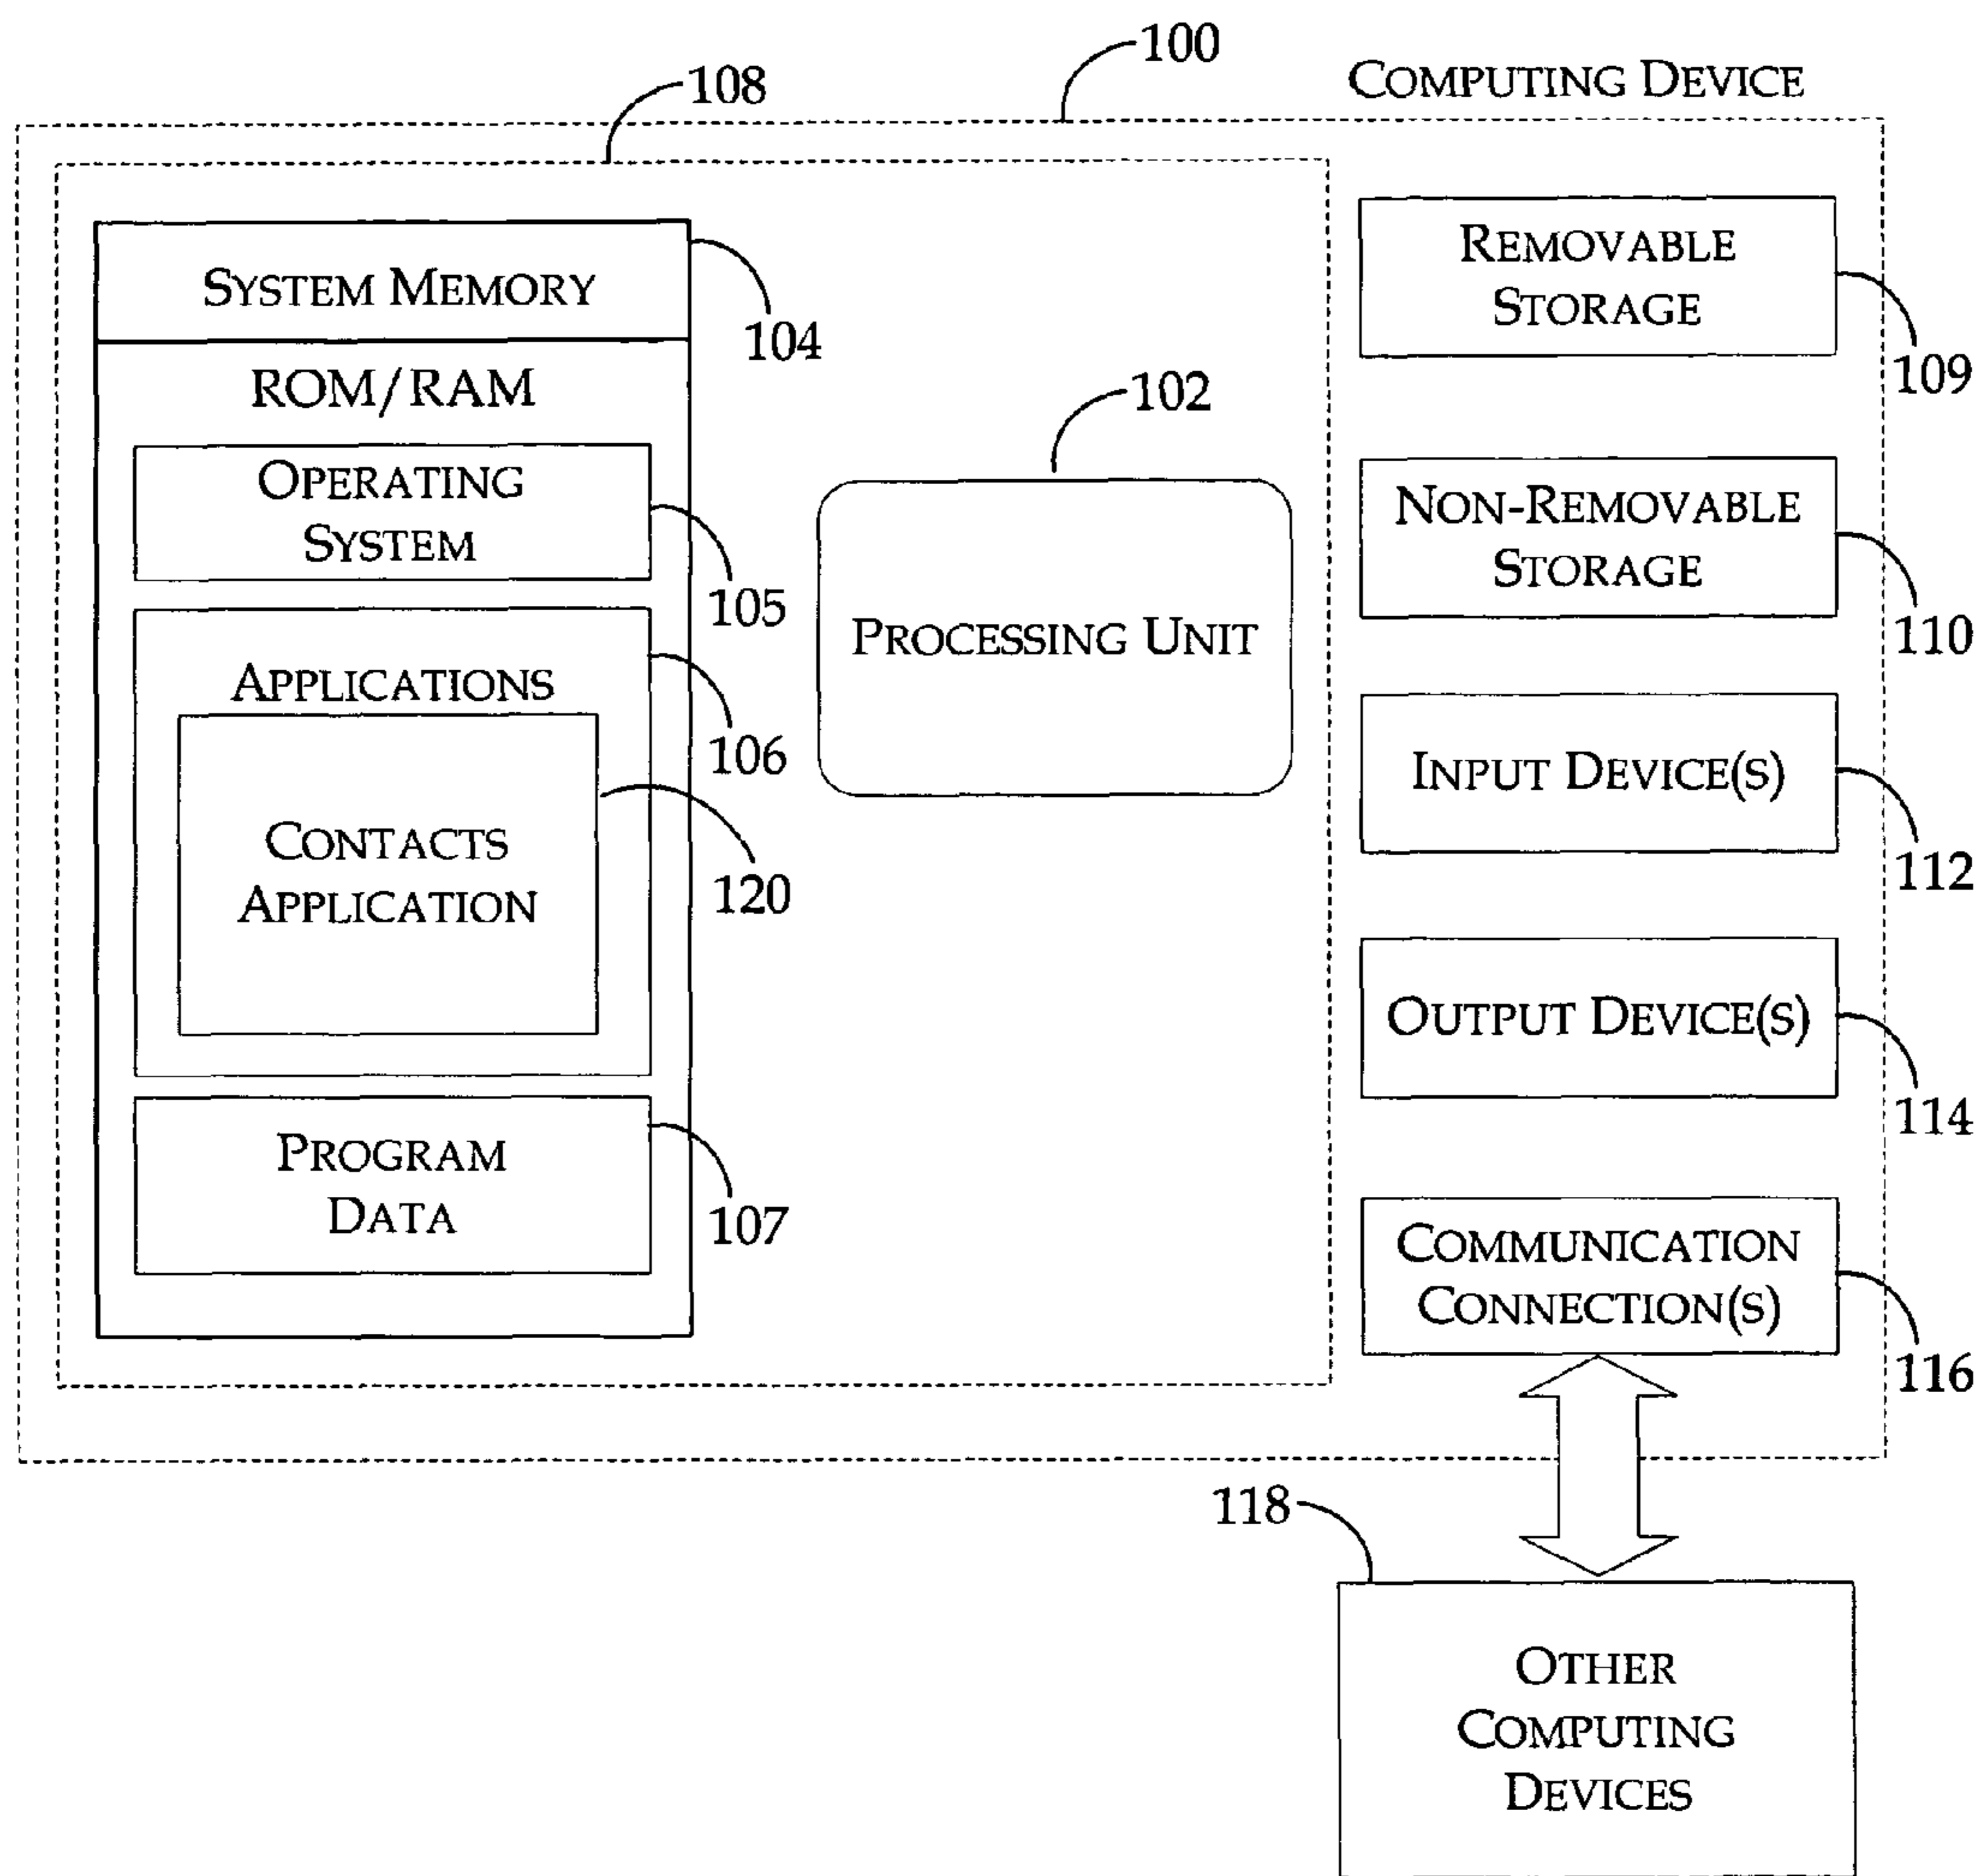 100
COMPUTING DEVICE
108
SYSTEM MEMORY
104
ROM/RAM
OPERATING
SYSTEM
105
APPLICATIONS
106
CONTACTS
APPLICATION
120
PROGRAM
DATA
107
102
PROCESSING UNIT
REMOVABLE
STORAGE
109
NON-REMOVABLE
STORAGE
110
INPUT DEVICE(S)
112
OUTPUT DEVICE(S)
114
COMMUNICATION
CONNECTION(S)
116
118
OTHER
COMPUTING
DEVICES